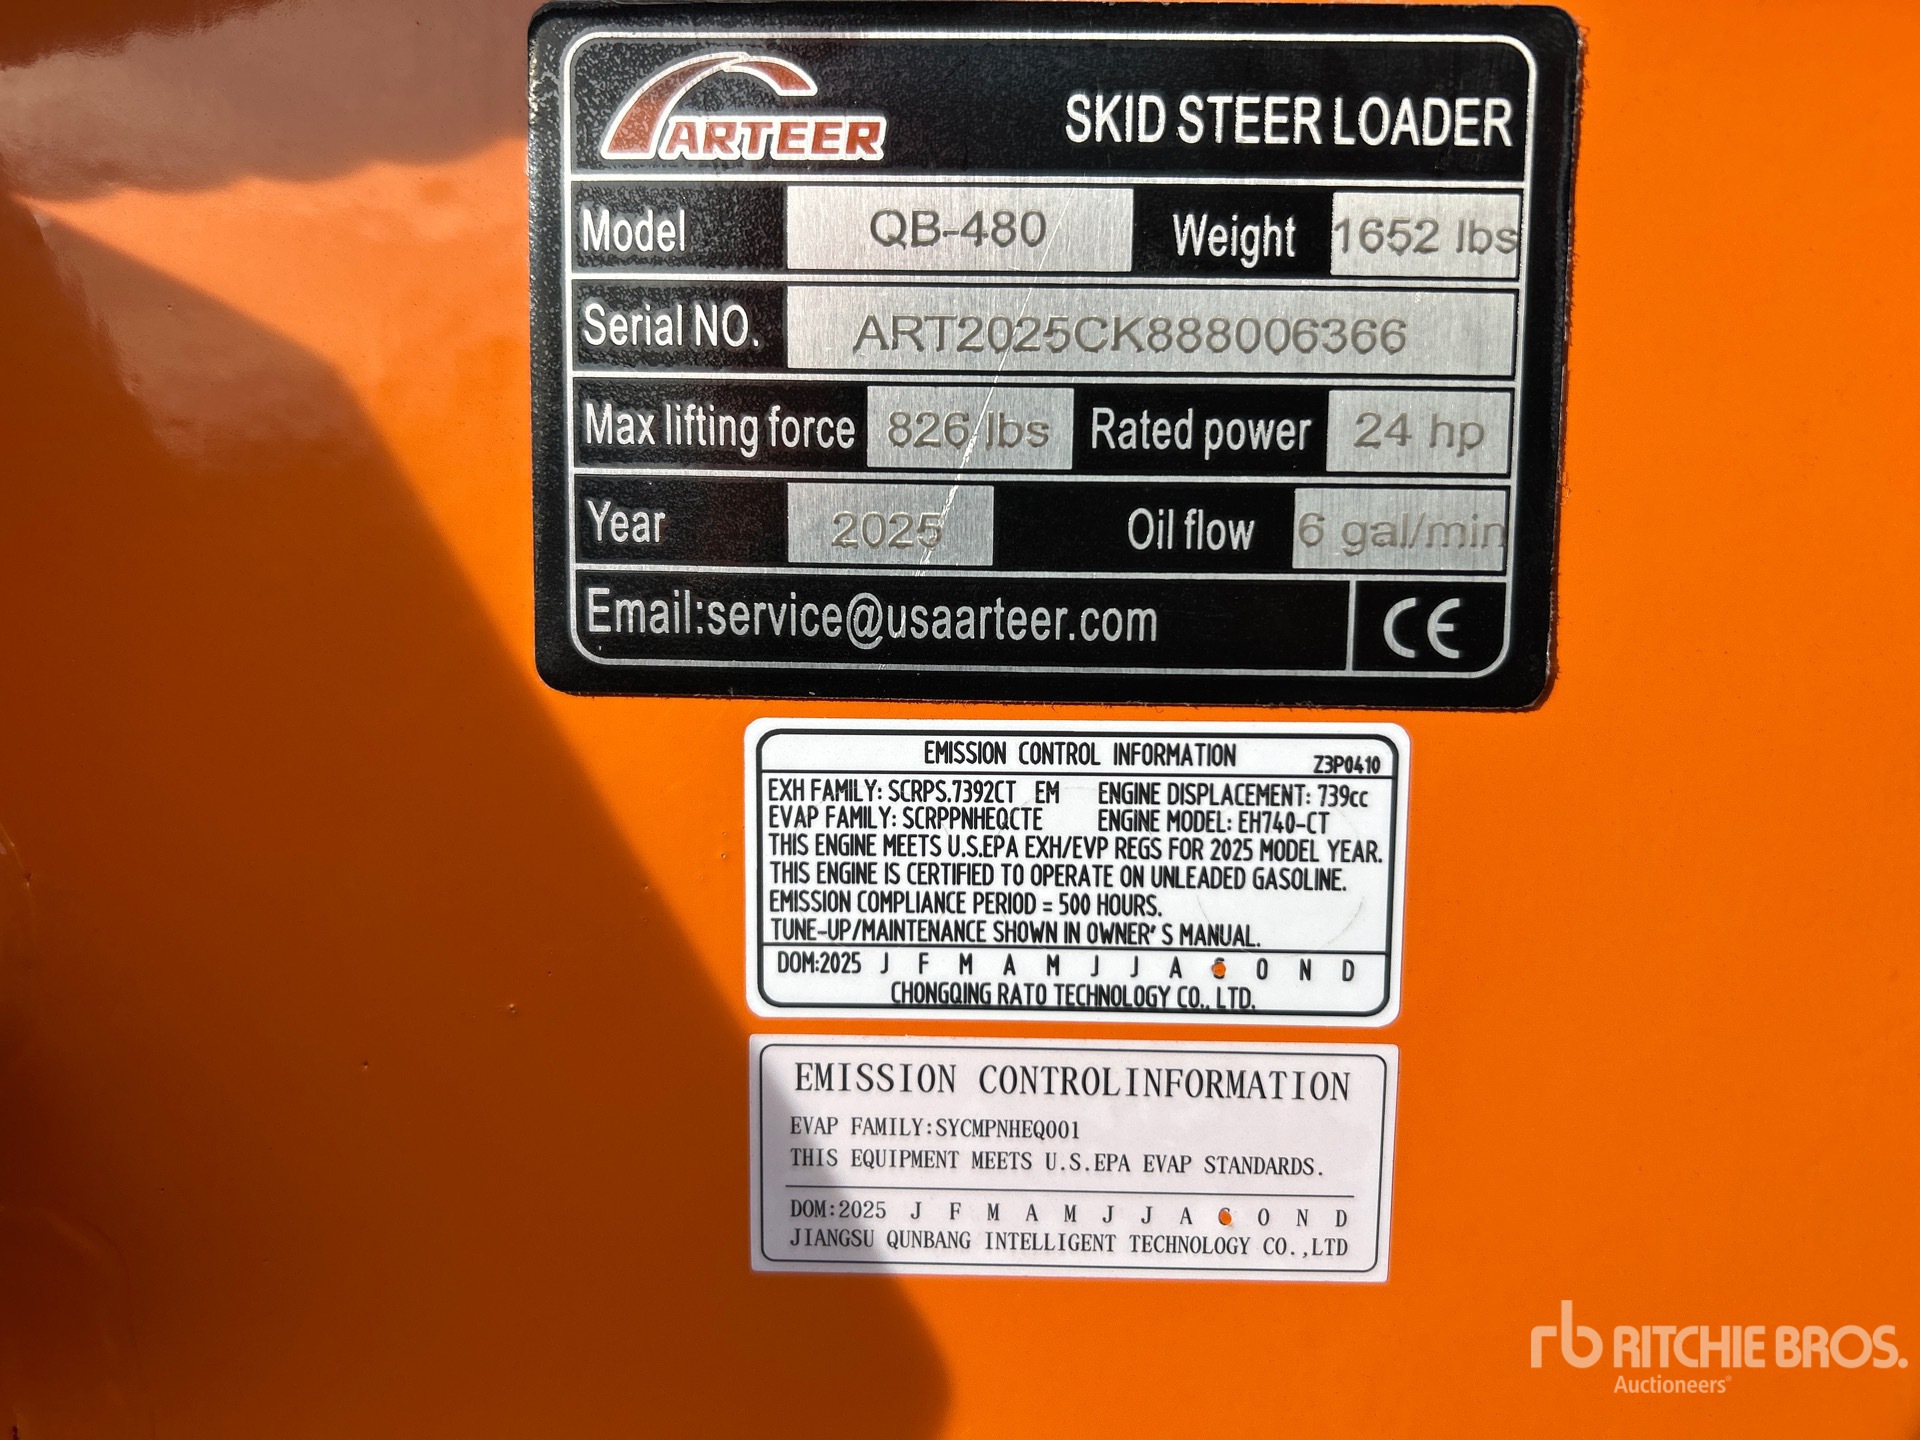 ARTEER SKID STEER LOADER
Model QB-480 Weight 1652 lbs
Serial NO. ART2025CK888006366
Max lifting force 826 lbs Rated power 24 hp
Year 2025 Oil flow 6 gal/min
Email:service@usaarteer.com CE
EMISSION CONTROL INFORMATION Z3P0410
EXH FAMILY: SCRPS.7392CT EM ENGINE DISPLACEMENT: 739cc
EVAP FAMILY: SCRPPNHEQCTE ENGINE MODEL: EH740-CT
THIS ENGINE MEETS U.S.EPA EXH/EVP REGS FOR 2025 MODEL YEAR.
THIS ENGINE IS CERTIFIED TO OPERATE ON UNLEADED GASOLINE.
EMISSION COMPLIANCE PERIOD = 500 HOURS.
TUNE-UP/MAINTENANCE SHOWN IN OWNER'S MANUAL.
DOM:2025 J F M A M J J A S O N D
CHONGQING RATO TECHNOLOGY CO., LTD.
EMISSION CONTROLINFORMATION
EVAP FAMILY:SYCMPNHEQ001
THIS EQUIPMENT MEETS U.S.EPA EVAP STANDARDS.
DOM:2025 J F M A M J J A S O N D
JIANGSU QUNBANG INTELLIGENT TECHNOLOGY CO.,LTD
rb RITCHIE BROS.
Auctioneers